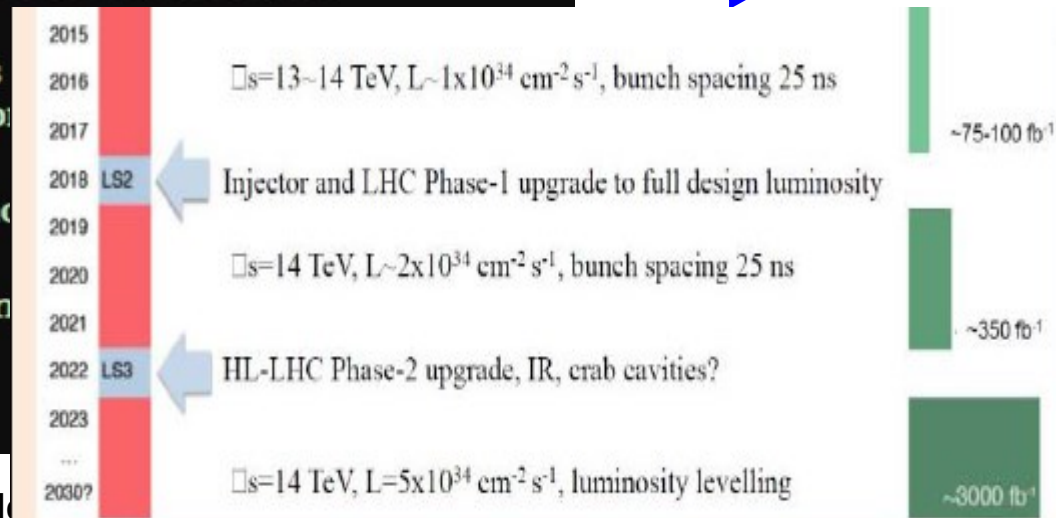 2015
2016
□s=13~14 TeV, L~1x10³⁴ cm⁻² s⁻¹, bunch spacing 25 ns
2017
~75-100 fb⁻¹
2018 LS2 Injector and LHC Phase-1 upgrade to full design luminosity
2019
2020 □s=14 TeV, L~2x10³⁴ cm⁻² s⁻¹, bunch spacing 25 ns
2021
~350 fb⁻¹
2022 LS3 HL-LHC Phase-2 upgrade, IR, crab cavities?
2023
...
2030? □s=14 TeV, L=5x10³⁴ cm⁻² s⁻¹, luminosity levelling
~3000 fb⁻¹